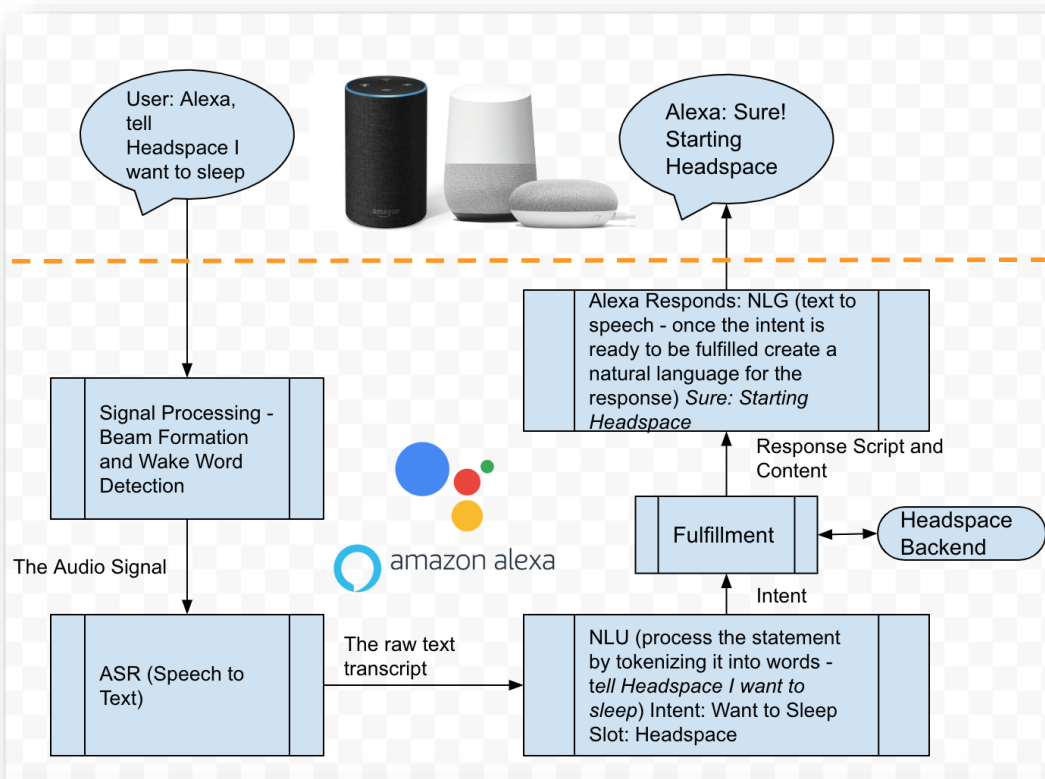 User: Alexa,
tell
Headspace I
want to sleep
amazon
Alexa: Sure!
Starting
Headspace
Signal Processing -
Beam Formation
and Wake Word
Detection
The Audio Signal
ASR (Speech to
Text)
The raw text
transcript
amazon alexa
NLU (process the statement
by tokenizing it into words -
tell Headspace I want to
sleep) Intent: Want to Sleep
Slot: Headspace
Intent
Fulfillment
Headspace
Backend
Response Script and
Content
Alexa Responds: NLG (text to
speech - once the intent is
ready to be fulfilled create a
natural language for the
response) Sure: Starting
Headspace